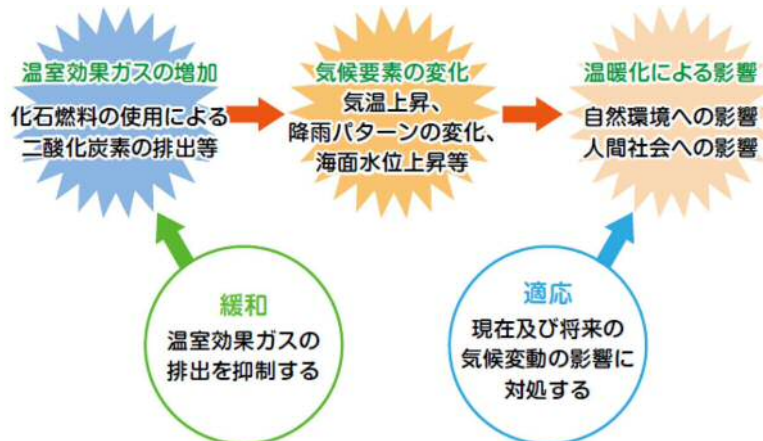 温室効果ガスの増加
化石燃料の使用による
二酸化炭素の排出等
気候要素の変化
気温上昇、
降雨パターンの変化、
海面水位上昇等
温暖化による影響
自然環境への影響
人間社会への影響
緩和
温室効果ガスの
排出を抑制する
適応
現在及び将来の
気候変動の影響に
対処する